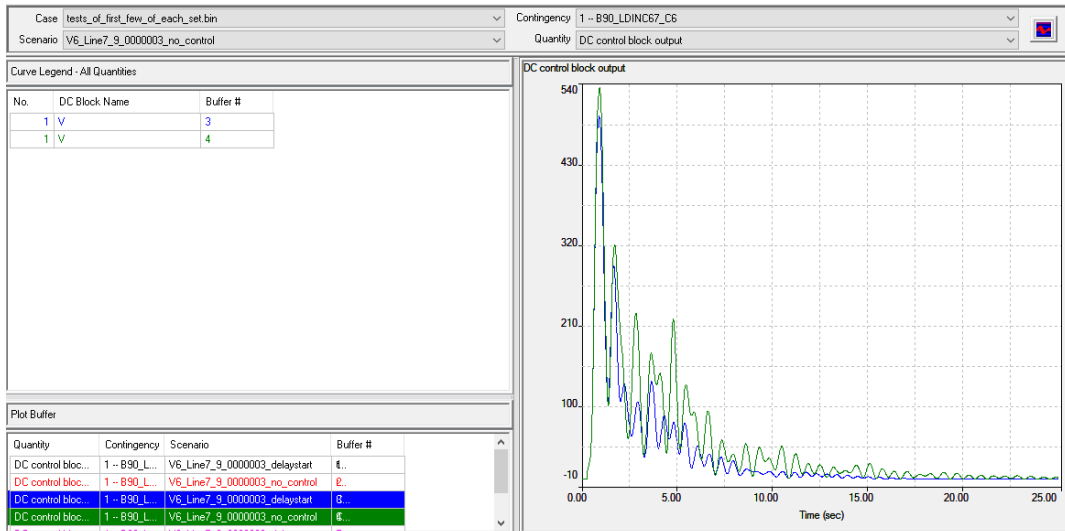 Case tests_of_first_few_of_each_set.bin Contingency 1 -- B90_LDINC67_C6
Scenario V6_Line7_9_0000003_no_control Quantity DC control block output
Curve Legend - All Quantities
No. DC Block Name Buffer #
1 V 3
1 V 4
Plot Buffer
Quantity Contingency Scenario Buffer #
DC control bloc... 1 -- B90_L... V6_Line7_9_0000003_delaystart
DC control bloc... 1 -- B90_L... V6_Line7_9_0000003_no_control
DC control bloc... 1 -- B90_L... V6_Line7_9_0000003_delaystart
DC control bloc... 1 -- B90_L... V6_Line7_9_0000003_no_control
DC control block output
540
430
320
210
100
-10
0.00 5.00 10.00 15.00 20.00 25.00
Time (sec)